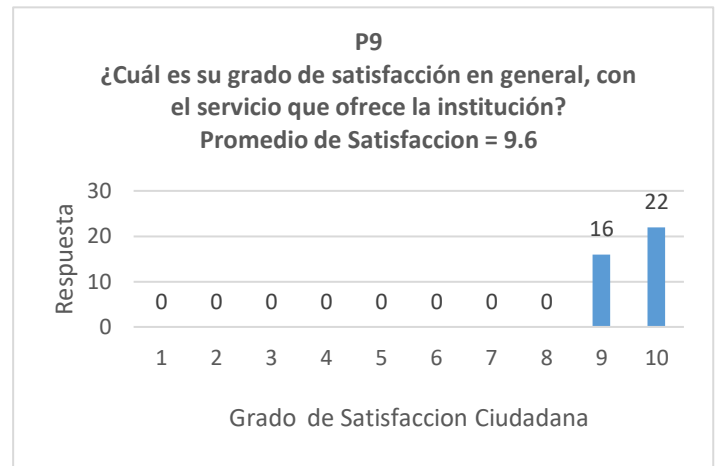 P9
¿Cuál es su grado de satisfacción en general, con
el servicio que ofrece la institución?
Promedio de Satisfaccion = 9.6
Respuesta
30
20
10
0
0 0 0 0 0 0 0 0 16 22
1 2 3 4 5 6 7 8 9 10
Grado de Satisfaccion Ciudadana